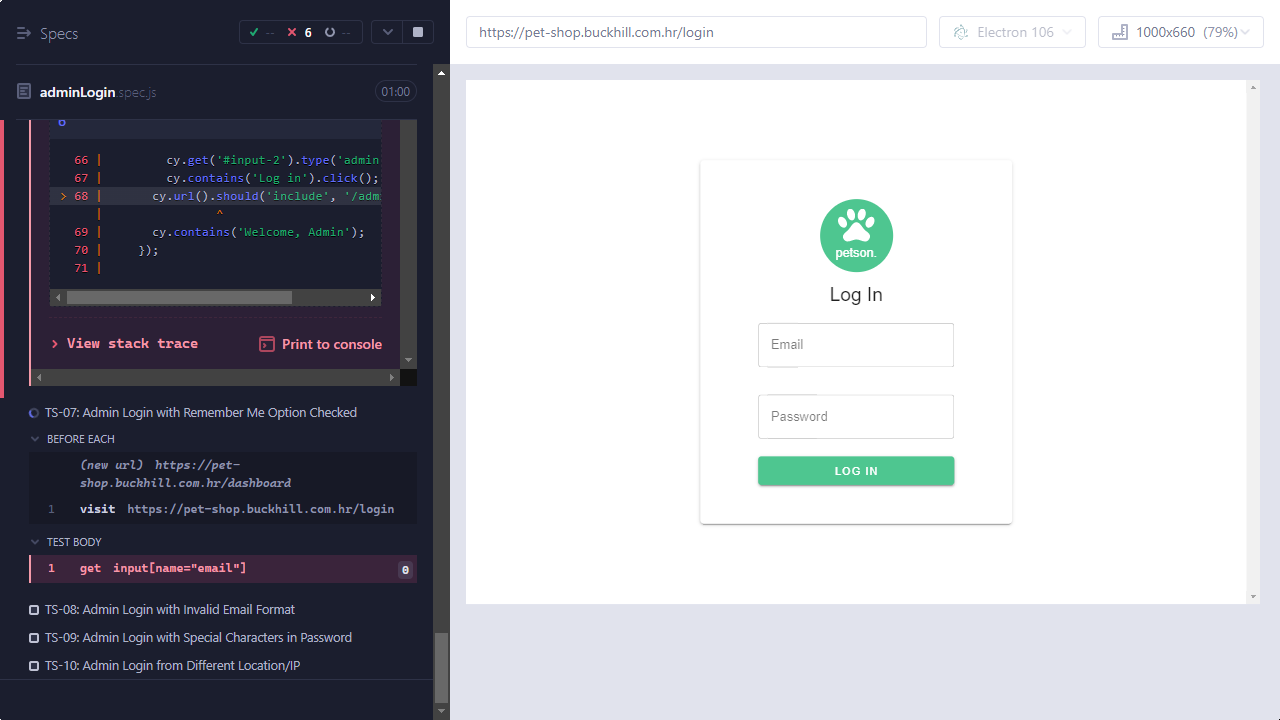 Specs
-- 6 --
adminLogin.spec.js
01:00
6
66 | cy.get('#input-2').type('admin
67 | cy.contains('Log in').click();
> 68 | cy.url().should('include', '/adm
| ^
69 | cy.contains('Welcome, Admin');
70 | });
71 |
> View stack trace
Print to console
TS-07: Admin Login with Remember Me Option Checked
BEFORE EACH
(new url) https://pet-
shop.buckhill.com.hr/dashboard
1 visit https://pet-shop.buckhill.com.hr/login
TEST BODY
1 get input[name="email"] 0
TS-08: Admin Login with Invalid Email Format
TS-09: Admin Login with Special Characters in Password
TS-10: Admin Login from Different Location/IP
https://pet-shop.buckhill.com.hr/login
Electron 106
1000x660 (79%)
petson.
Log In
Email
Password
LOG IN